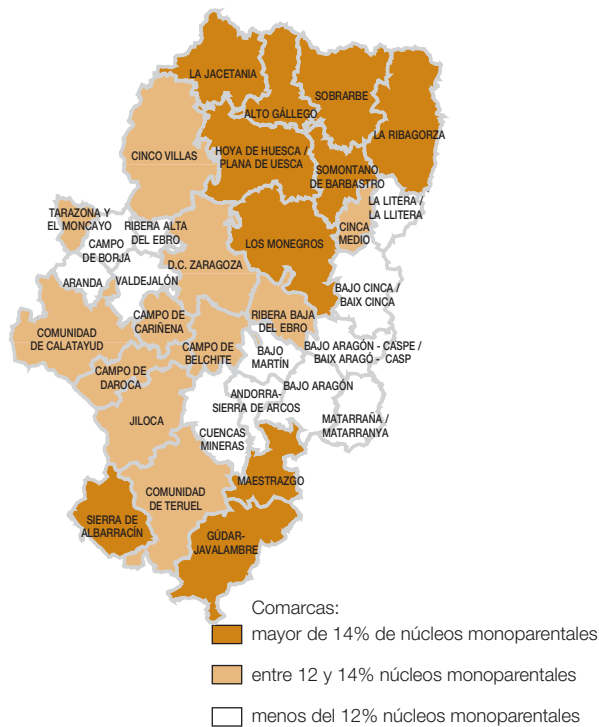 LA JACETANIA
SOBRARBE
ALTO GÁLLEGO
LA RIBAGORZA
CINCO VILLAS
HOYA DE HUESCA /
PLANA DE UESCA
SOMONTANO
DE BARBASTRO
LA LITERA /
LA LLITERA
TARAZONA Y
EL MONCAYO
RIBERA ALTA
DEL EBRO
CINCA
MEDIO
CAMPO
DE BORJA
LOS MONEGROS
D.C. ZARAGOZA
ARANDA
VALDEJALÓN
BAJO CINCA /
BAIX CINCA
CAMPO DE
CARIÑENA
RIBERA BAJA
DEL EBRO
COMUNIDAD
DE CALATAYUD
CAMPO DE
BELCHITE
BAJO
MARTÍN
BAJO ARAGÓN - CASPE /
BAIX ARAGÓ - CASP
CAMPO DE
DAROCA
BAJO ARAGÓN
ANDORRA-
SIERRA DE ARCOS
JILOCA
MATARRAÑA /
MATARRANYA
CUENCAS
MINERAS
MAESTRAZGO
COMUNIDAD
DE TERUEL
SIERRA DE
ALBARRACÍN
GÚDAR-
JAVALAMBRE
Comarcas:
mayor de 14% de núcleos monoparentales
entre 12 y 14% núcleos monoparentales
menos del 12% núcleos monoparentales